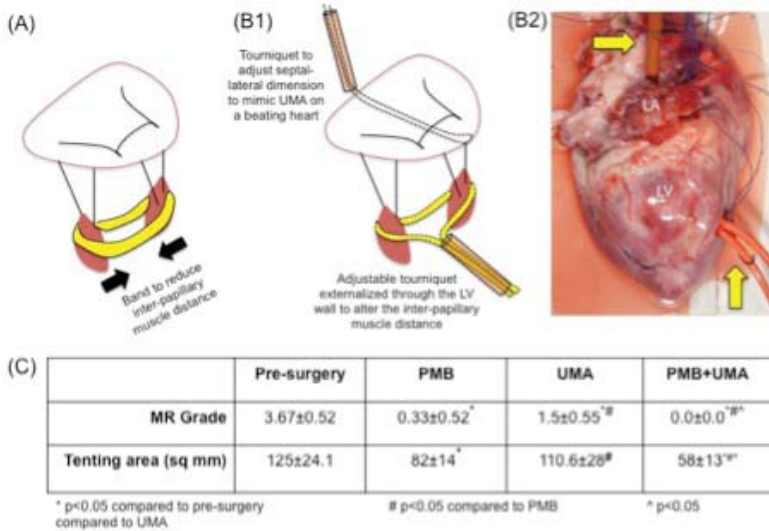 (A)
(B1)
(B2)
Tourniquet to
adjust septal-
lateral dimension
to mimic UMA on
a beating heart
LA
LV
Band to reduce
inter-papillary
muscle distance
Adjustable tourniquet
externalized through the LV
wall to alter the inter-papillary
muscle distance
(C)
Pre-surgery PMB UMA PMB+UMA
MR Grade 3.67±0.52 0.33±0.52* 1.5±0.55*# 0.0±0.0*#^
Tenting area (sq mm) 125±24.1 82±14* 110.6±28# 58±13*#^
* p<0.05 compared to pre-surgery # p<0.05 compared to PMB ^ p<0.05
compared to UMA